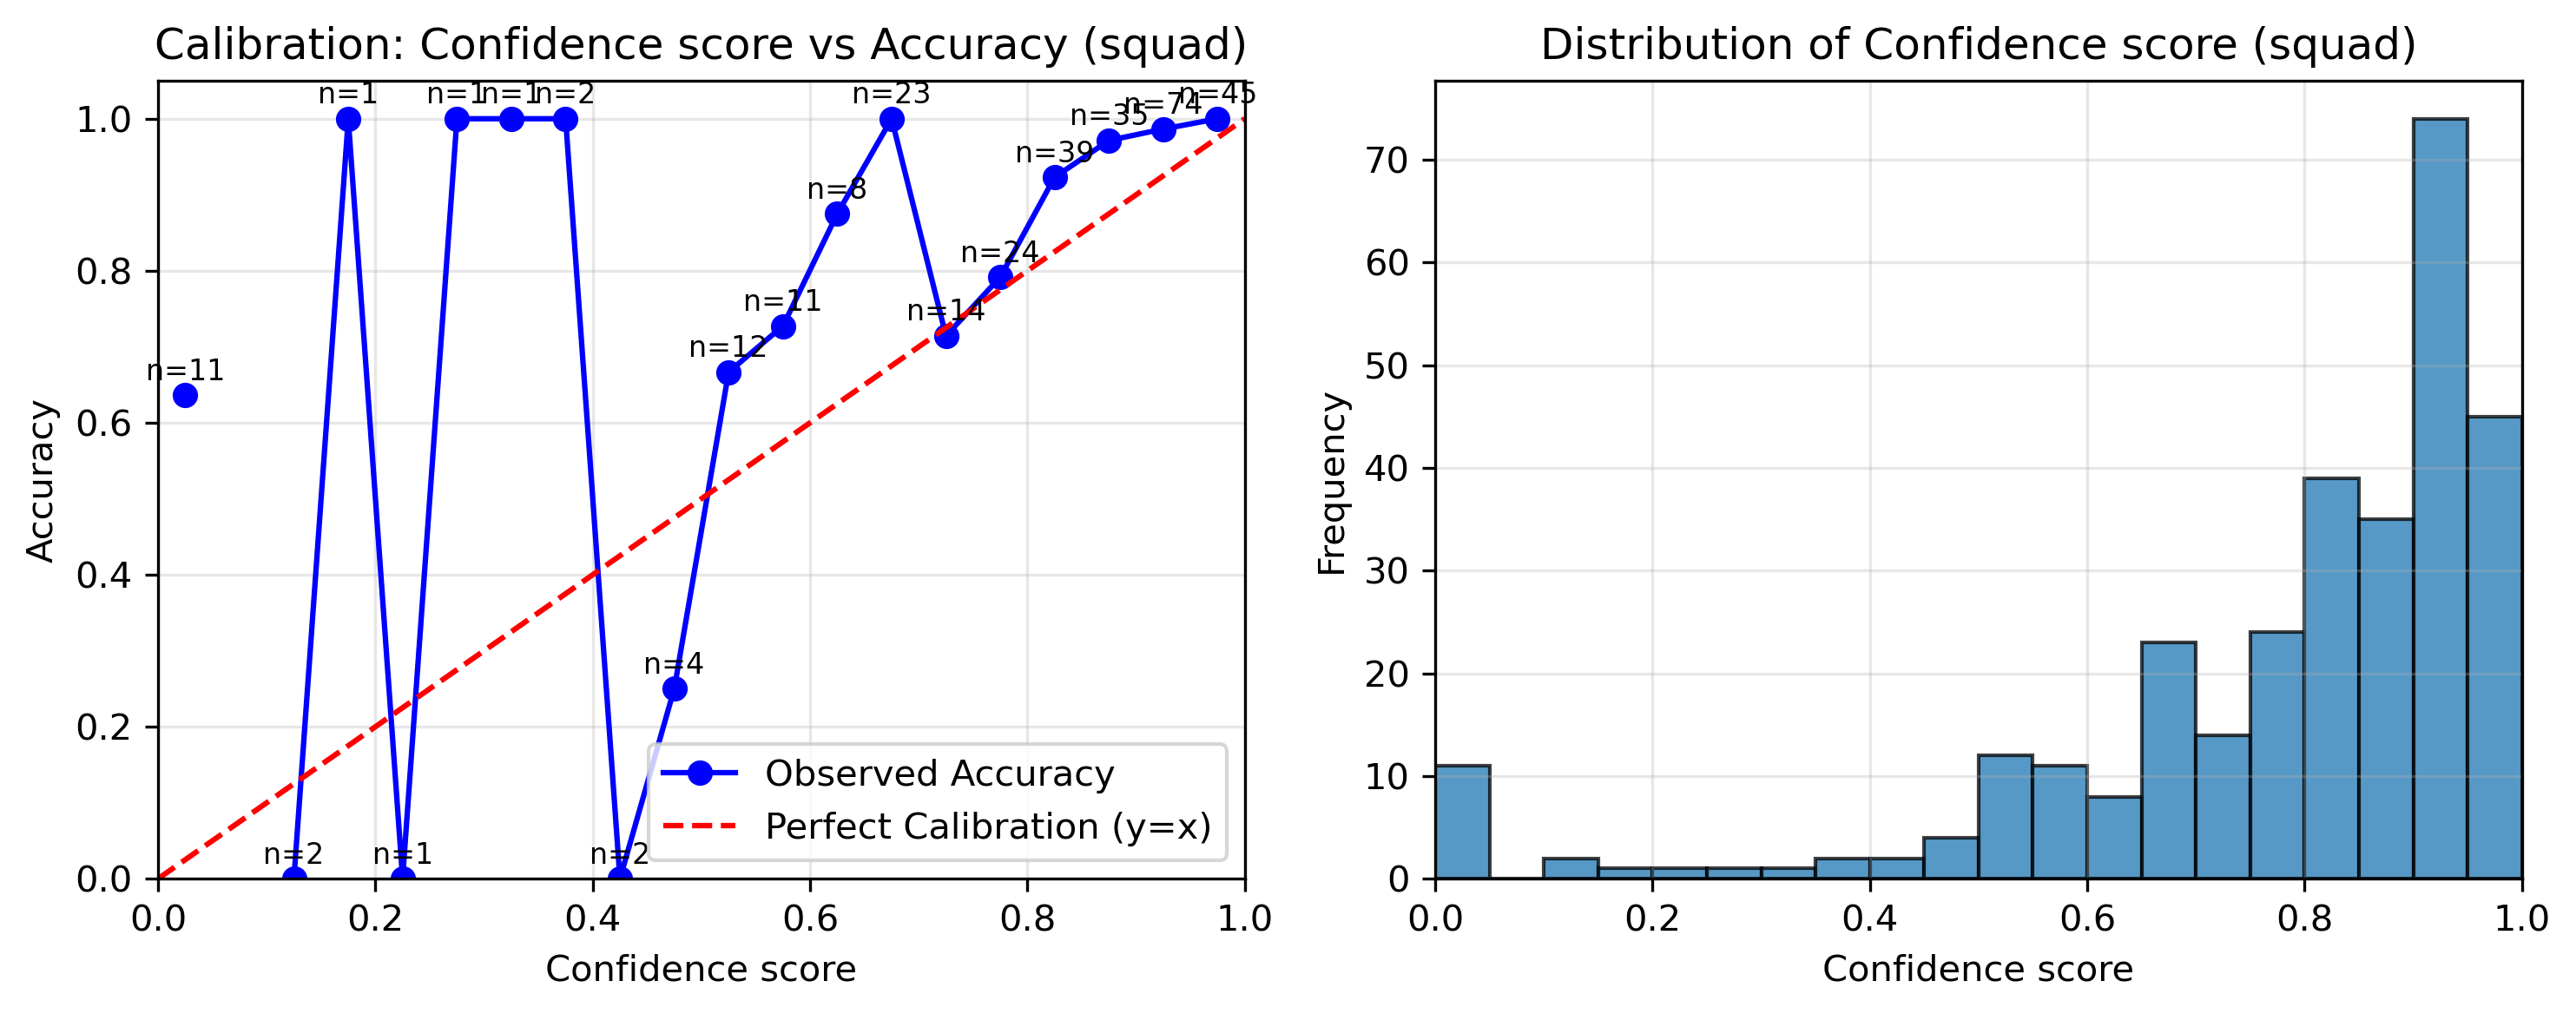 Calibration: Confidence score vs Accuracy (squad)
n=1
n=1
n=1
n=2
n=23
n=35
n=74
n=45
n=39
n=8
n=24
n=11
n=14
n=12
n=11
n=4
n=2
n=1
n=2
1.0
0.8
0.6
0.4
0.2
0.0
Accuracy
Observed Accuracy
Perfect Calibration (y=x)
0.0 0.2 0.4 0.6 0.8 1.0
Confidence score
Distribution of Confidence score (squad)
70
60
50
40
30
20
10
0
Frequency
0.0 0.2 0.4 0.6 0.8 1.0
Confidence score